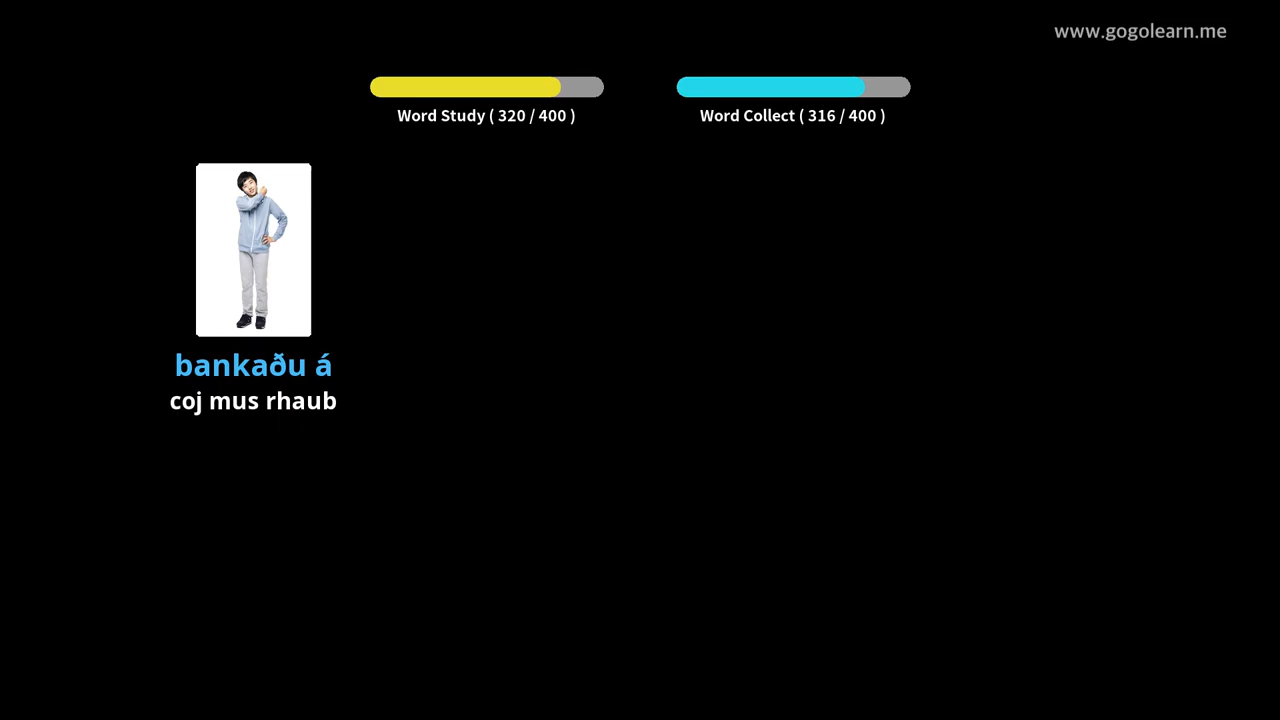 www.gogolearn.me
Word Study ( 320 / 400 )
Word Collect ( 316 / 400 )
bankaðu á
coj mus rhaub